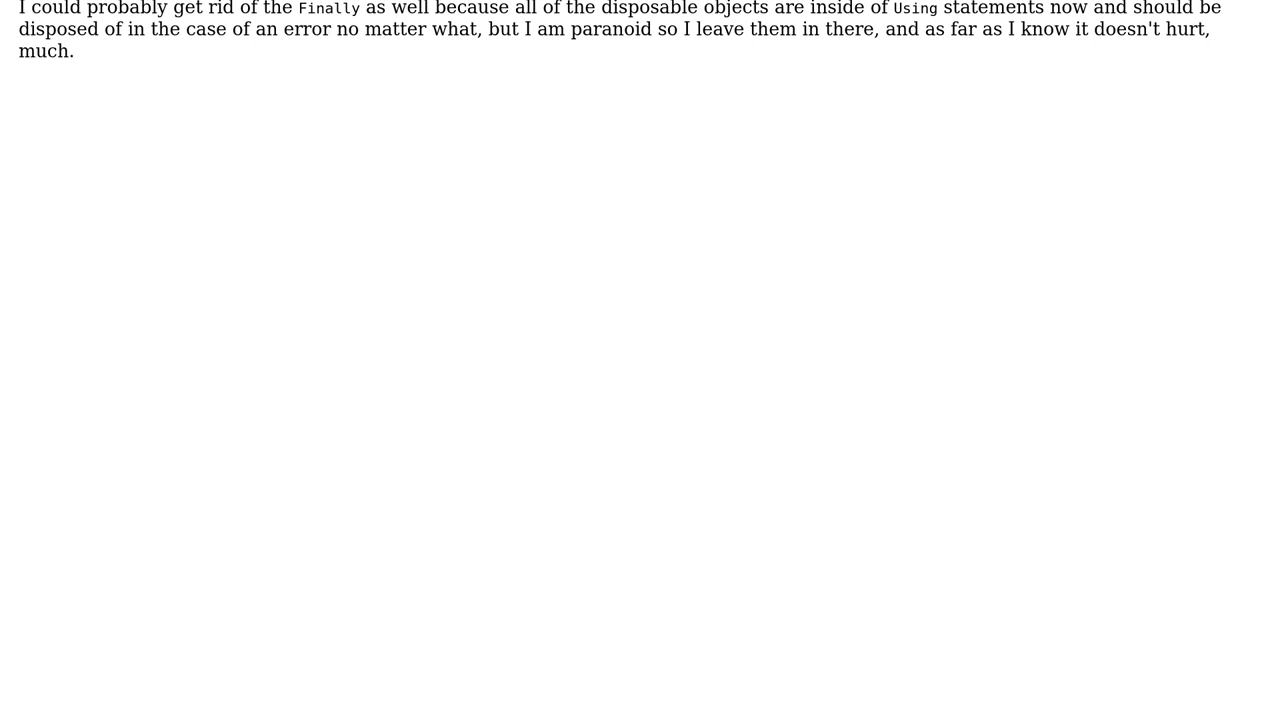 I could probably get rid of the Finally as well because all of the disposable objects are inside of Using statements now and should be
disposed of in the case of an error no matter what, but I am paranoid so I leave them in there, and as far as I know it doesn't hurt,
much.